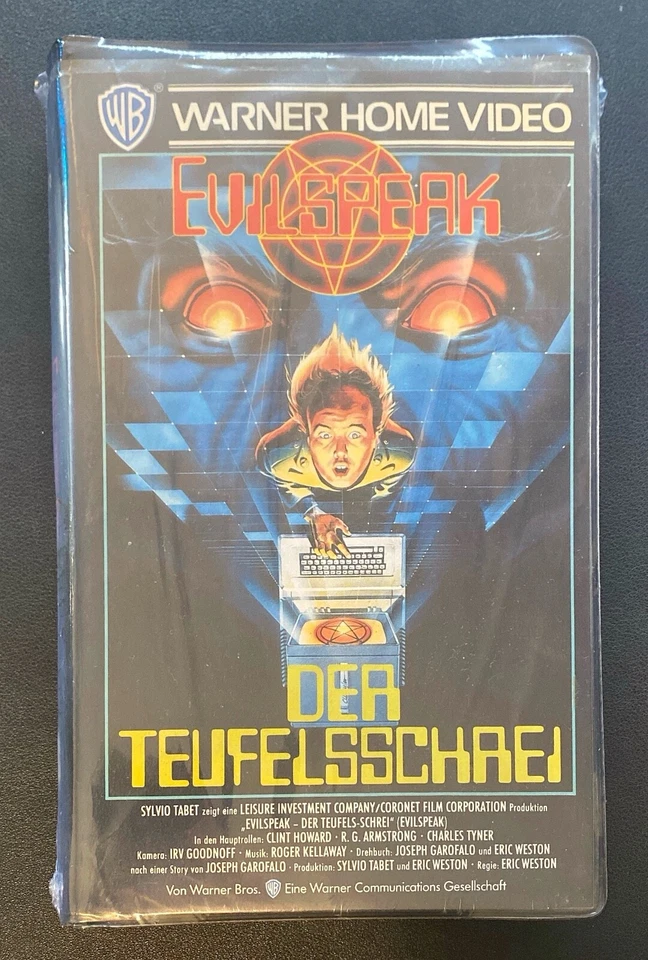 WB
®
WARNER HOME VIDEO
EVILSPEAK
DER
TEUFELSSCHREI
SYLVIO TABET zeigt eine LEISURE INVESTMENT COMPANY/CORONET FILM CORPORATION Produktion
„EVILSPEAK – DER TEUFELS-SCHREI“ (EVILSPEAK)
In den Hauptrollen: CLINT HOWARD · R. G. ARMSTRONG · CHARLES TYNER
Kamera: IRV GOODNOFF · Musik: ROGER KELLAWAY · Drehbuch: JOSEPH GAROFALO und ERIC WESTON
nach einer Story von JOSEPH GAROFALO · Produktion: SYLVIO TABET und ERIC WESTON · Regie: ERIC WESTON
Von Warner Bros. WB Eine Warner Communications Gesellschaft